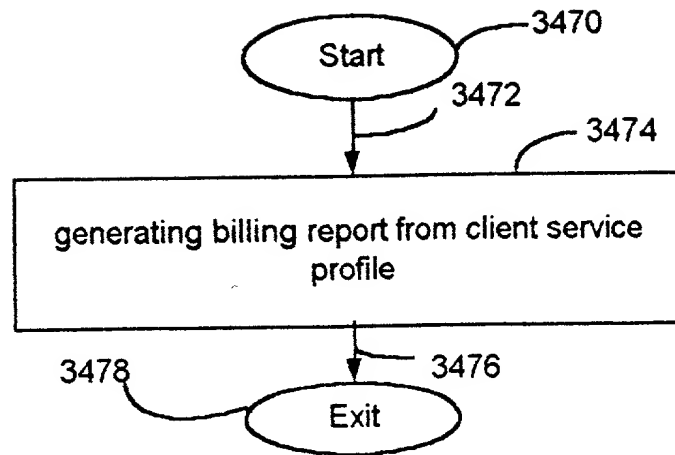 3470
Start
3472
3474
generating billing report from client service
profile
3478
3476
Exit